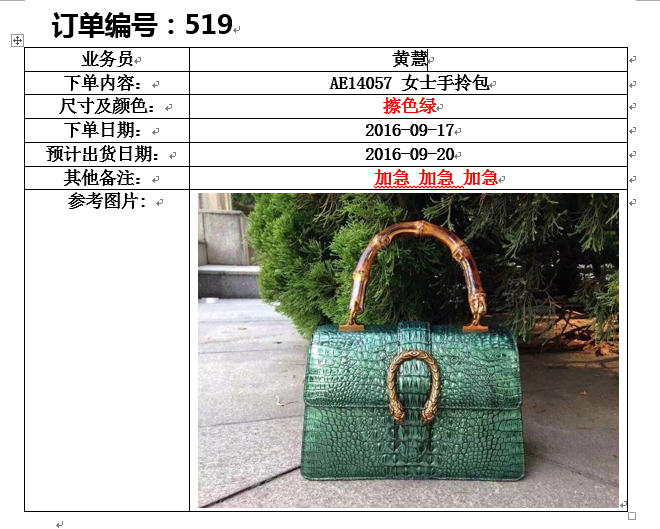 订单编号：519
业务员 黄慧
下单内容： AE14057 女士手拎包
尺寸及颜色： 擦色绿
下单日期： 2016-09-17
预计出货日期： 2016-09-20
其他备注： 加急 加急 加急
参考图片：